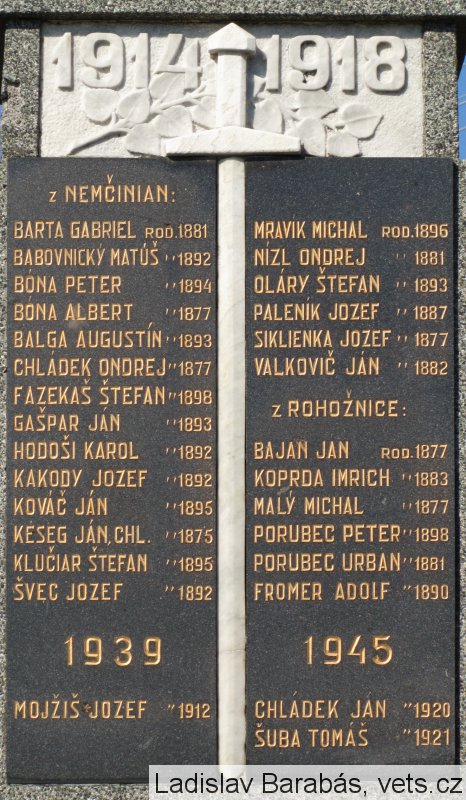 1914 1918
z NEMČINIAN:
BARTA GABRIEL ROD.1881
BABOVNICKÝ MATÚŠ "1892
BÓNA PETER "1894
BÓNA ALBERT "1877
BALGA AUGUSTÍN "1893
CHLÁDEK ONDREJ "1877
FAZEKAŠ ŠTEFAN "1898
GAŠPAR JÁN "1893
HODOŠI KAROL "1892
KAKODY JOZEF "1892
KOVÁČ JÁN "1895
KÉSEG JÁN, CHL. "1875
KLUČIAR ŠTEFAN "1895
ŠVEC JOZEF "1892
1939
MOJŽIŠ JOZEF "1912
MRAVIK MICHAL ROD.1896
NÍZL ONDREJ " 1881
OLÁRY ŠTEFAN "1893
PALENÍK JOZEF "1887
SIKLIENKA JOZEF "1877
VALKOVIČ JÁN "1882
z ROHOŽNICE:
BAJAN JAN ROD.1877
KOPRDA IMRICH "1883
MALÝ MICHAL "1877
PORUBEC PETER "1898
PORUBEC URBAN "1881
FROMER ADOLF "1890
1945
CHLÁDEK JÁN "1920
ŠUBA TOMÁŠ "1921
Ladislav Barabás, vets.cz